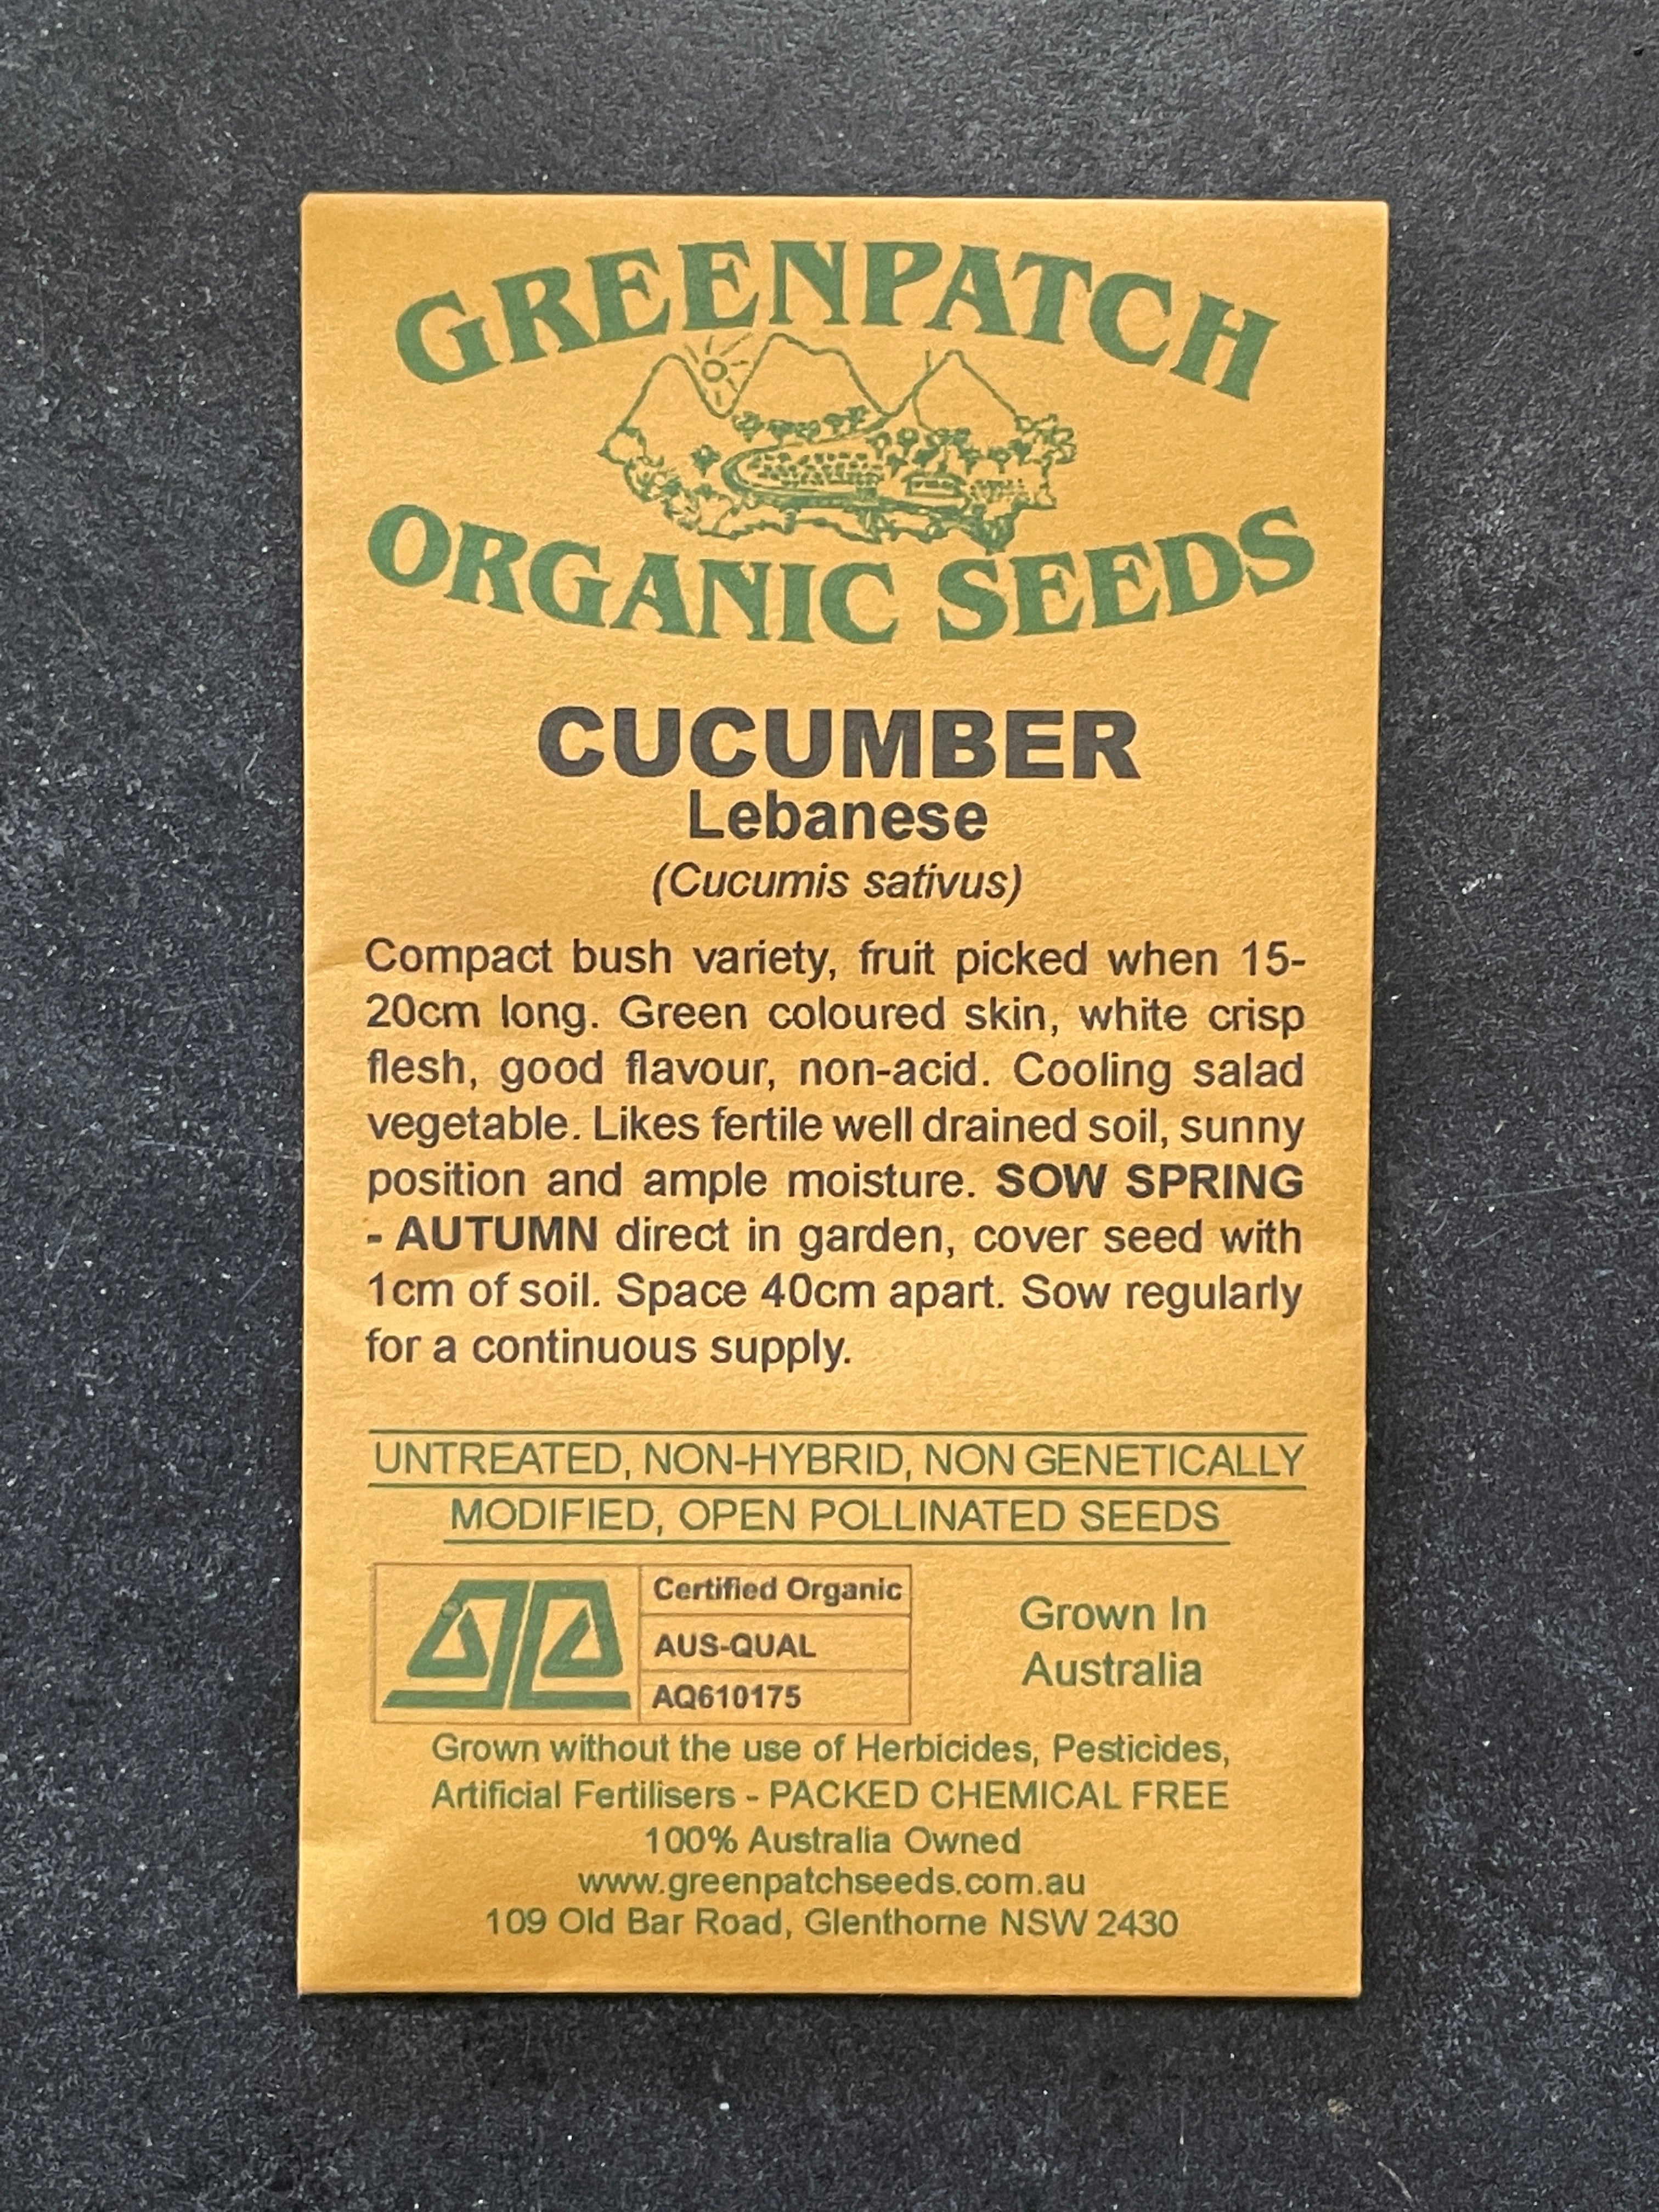 GREENPATCH
ORGANIC SEEDS
CUCUMBER
Lebanese
(Cucumis sativus)
Compact bush variety, fruit picked when 15-
20cm long. Green coloured skin, white crisp
flesh, good flavour, non-acid. Cooling salad
vegetable. Likes fertile well drained soil, sunny
position and ample moisture. SOW SPRING
- AUTUMN direct in garden, cover seed with
1cm of soil. Space 40cm apart. Sow regularly
for a continuous supply.
UNTREATED, NON-HYBRID, NON GENETICALLY
MODIFIED, OPEN POLLINATED SEEDS
Certified Organic
AUS-QUAL
AQ610175
Grown In
Australia
Grown without the use of Herbicides, Pesticides,
Artificial Fertilisers - PACKED CHEMICAL FREE
100% Australia Owned
www.greenpatchseeds.com.au
109 Old Bar Road, Glenthorne NSW 2430